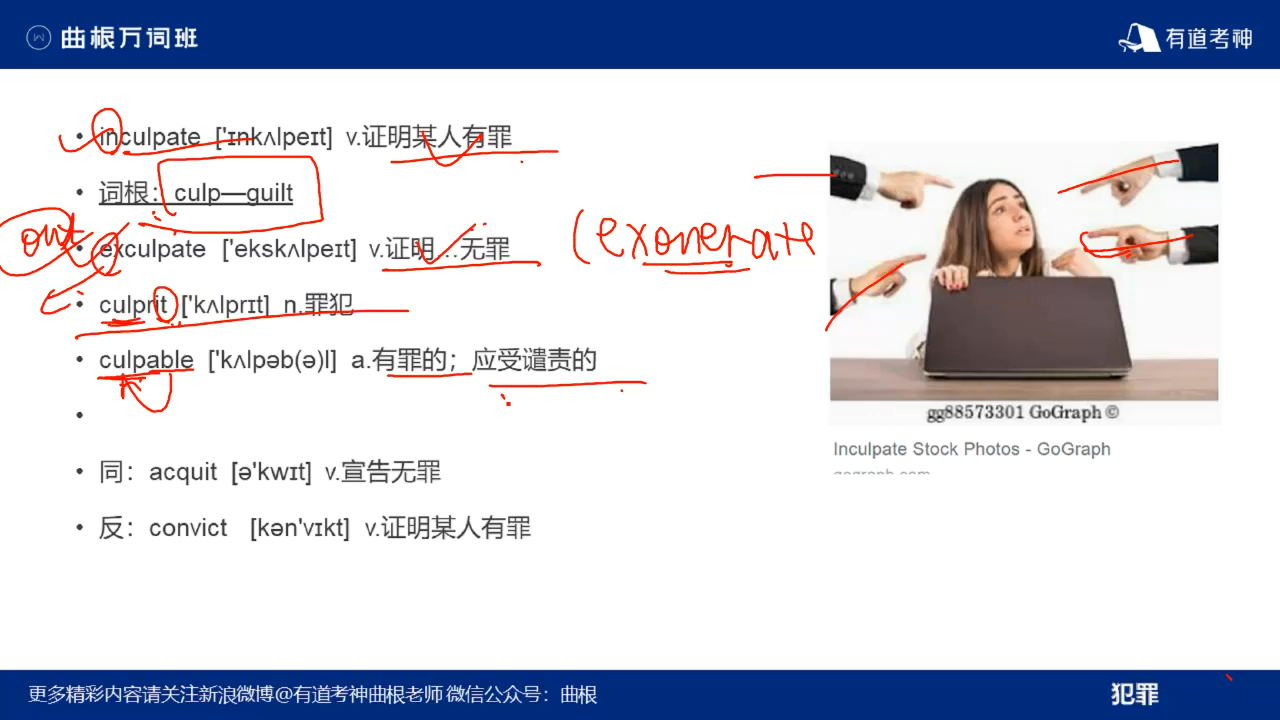 曲根万词班
有道考神
• inculpate ['ɪnkʌlpeɪt] v.证明某人有罪
• 词根：culp—guilt
out
• exculpate ['ekskʌlpeɪt] v.证明…无罪
(exonerate
• culprit ['kʌlprɪt] n.罪犯
• culpable ['kʌlpəb(ə)l] a.有罪的；应受谴责的
•
• 同：acquit [ə'kwɪt] v.宣告无罪
• 反：convict [kən'vɪkt] v.证明某人有罪
gg88573301 GoGraph ©
Inculpate Stock Photos - GoGraph
gograph.com
更多精彩内容请关注新浪微博@有道考神曲根老师 微信公众号：曲根
犯罪